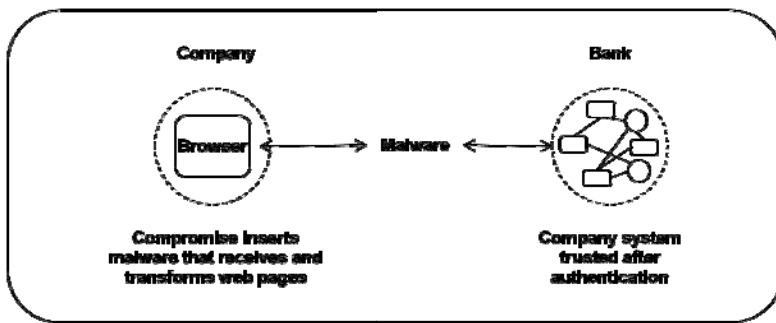 Company
Bank
Browser
Malware
Compromise inserts
malware that receives and
transforms web pages
Company system
trusted after
authentication